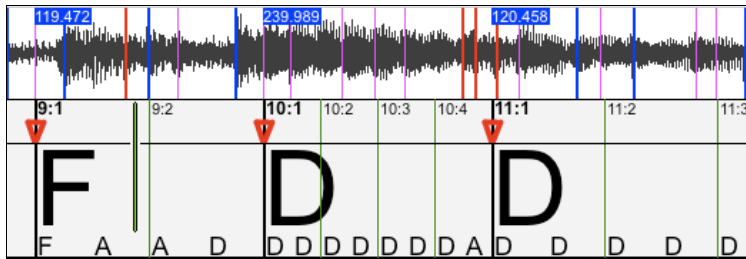 119.472 239.989 120.458
9:1 9:2 10:1 10:2 10:3 10:4 11:1 11:2 11:3
F D D
F A A D D D D D D D D A D D D D D